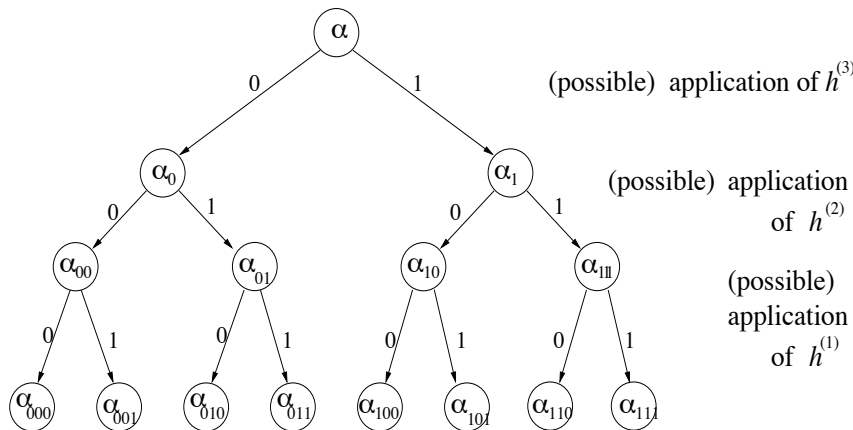 α
0 1 (possible) application of h(3)
α0 α1
(possible) application
0 1 0 1
of h(2)
α00 α01 α10 α111
(possible)
application
0 1 0 1 0 1 0 1
of h(1)
α000 α001 α010 α011 α100 α101 α110 α111